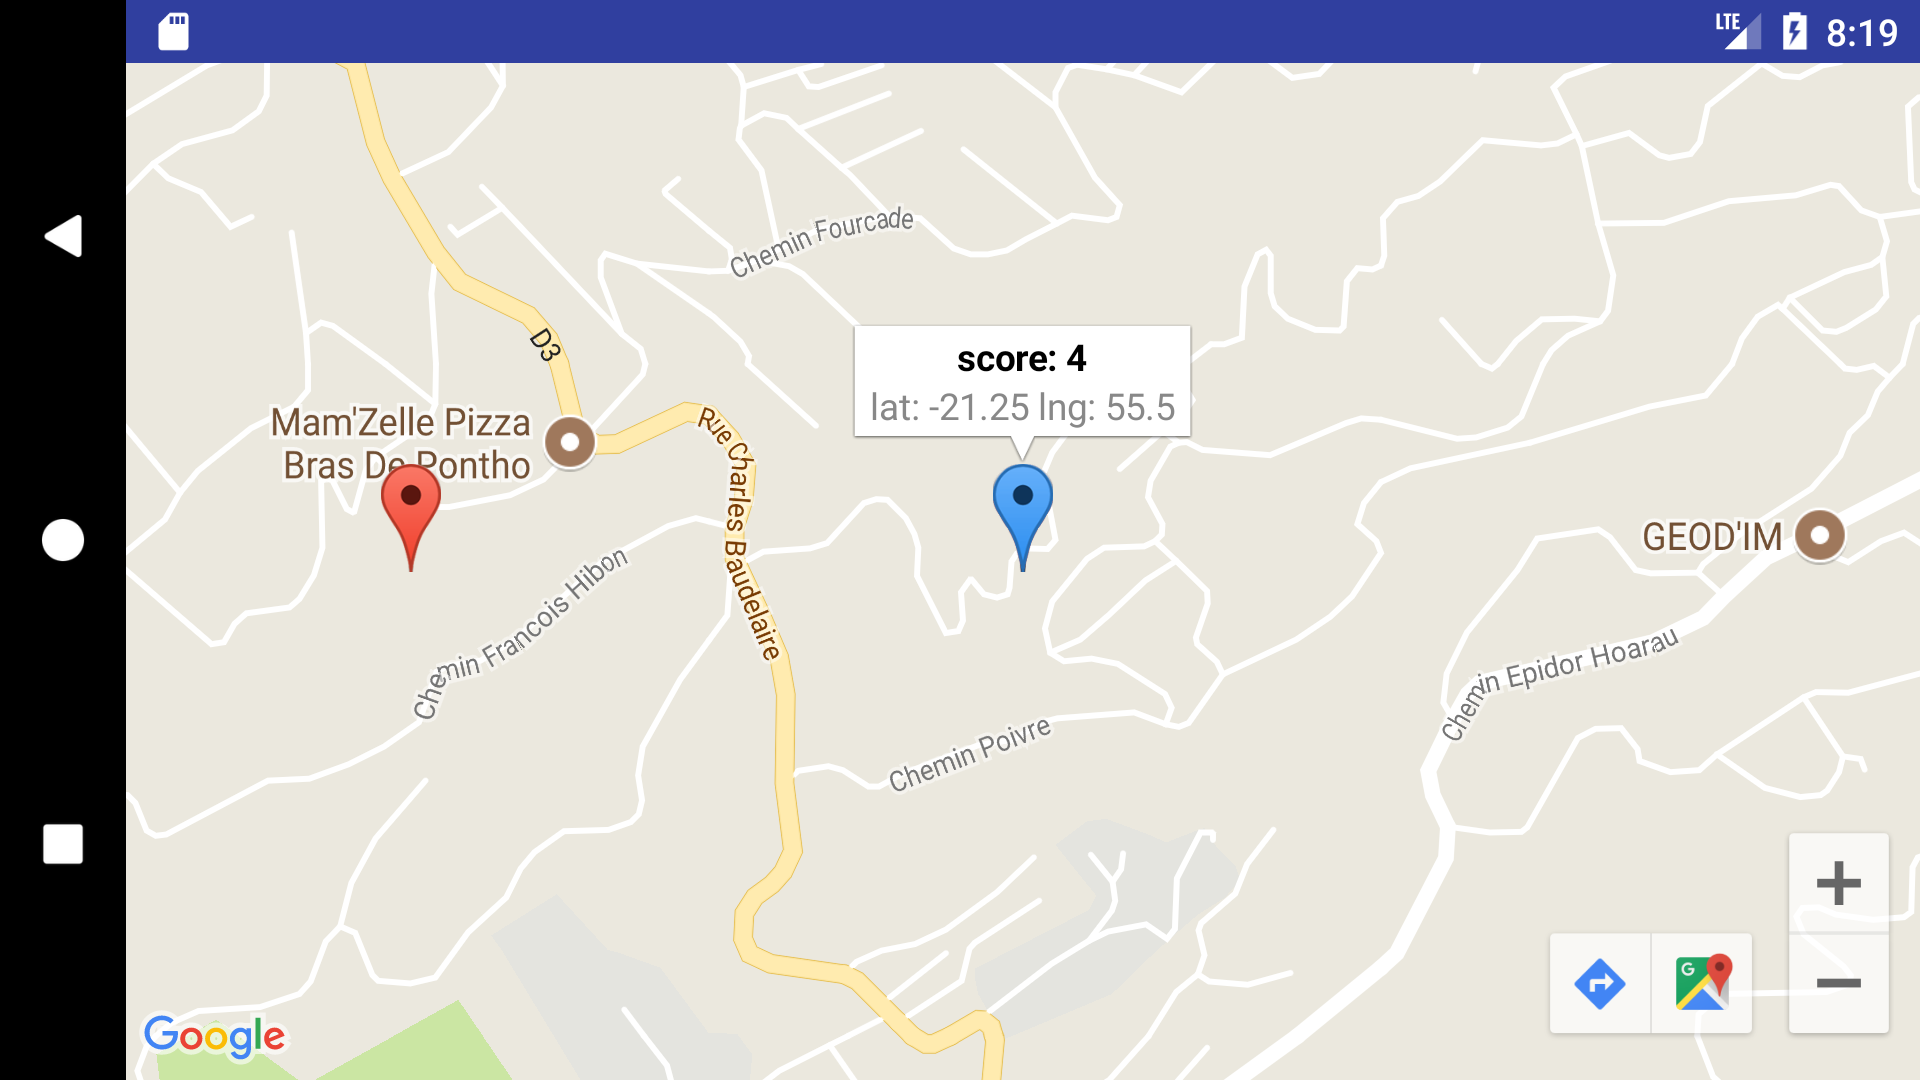 LTE 8:19
Chemin Fourcade
D3
score: 4
lat: -21.25 lng: 55.5
Mam'Zelle Pizza
Bras De Pontho
Rue Charles Baudelaire
GEOD'IM
Chemin Francois Hibon
Chemin Epidor Hoarau
Chemin Poivre
G
Google